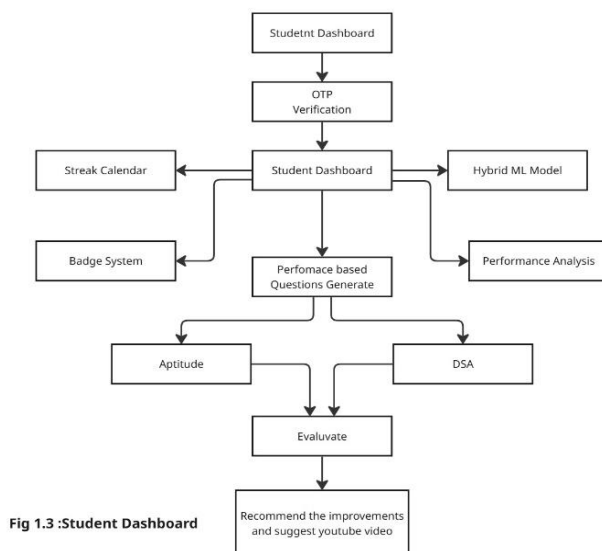 Studetnt Dashboard
OTP
Verification
Streak Calendar
Student Dashboard
Hybrid ML Model
Badge System
Perfomace based
Questions Generate
Performance Analysis
Aptitude
DSA
Evaluvate
Recommend the improvements
and suggest youtube video
Fig 1.3 :Student Dashboard